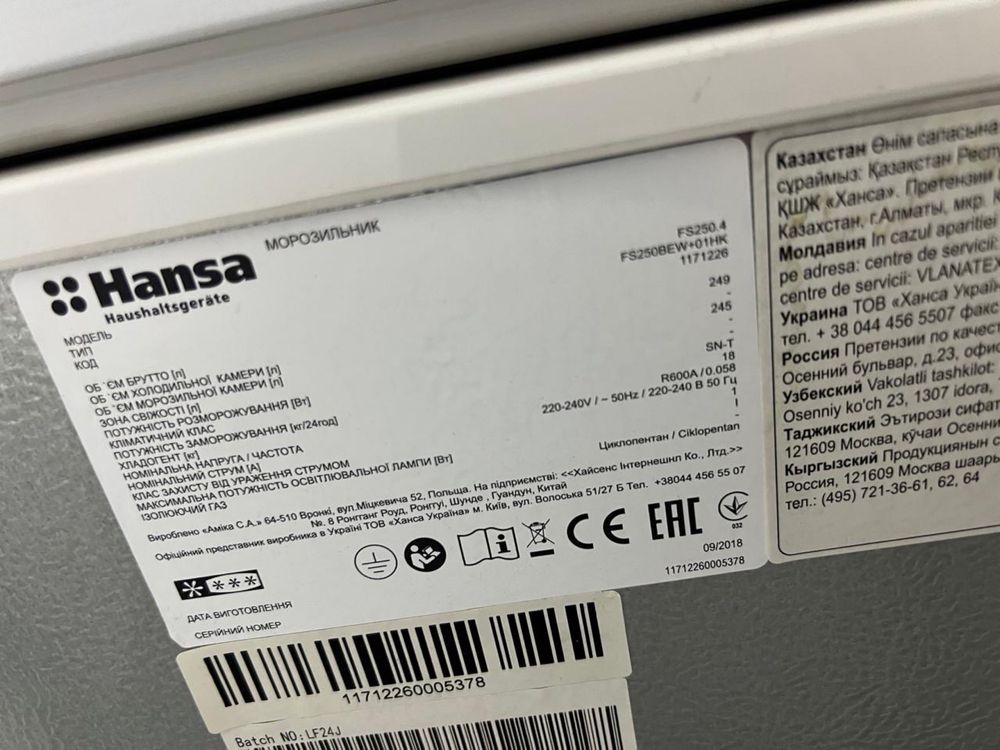 Hansa
Haushaltsgeräte
МОРОЗИЛЬНИК
МОДЕЛЬ FS250.4
ТИП FS250BEW+01HK
КОД 1171226
ОБ`ЄМ БРУТТО [л] 249
ОБ`ЄМ ХОЛОДИЛЬНОЇ КАМЕРИ [л] -
ОБ`ЄМ МОРОЗИЛЬНОЇ КАМЕРИ [л] 245
ЗОНА СВІЖОСТІ [л] -
ПОТУЖНІСТЬ РОЗМОРОЖУВАННЯ [Вт] -
КЛІМАТИЧНИЙ КЛАС SN-T
ПОТУЖНІСТЬ ЗАМОРОЖУВАННЯ [кг/24год] 18
ХЛАДОГЕНТ [кг] R600A / 0.058
НОМІНАЛЬНА НАПРУГА / ЧАСТОТА 220-240V / ~ 50Hz / 220-240 В 50 Гц
НОМІНАЛЬНИЙ СТРУМ [А] 1
КЛАС ЗАХИСТУ ВІД УРАЖЕННЯ СТРУМОМ I
МАКСИМАЛЬНА ПОТУЖНІСТЬ ОСВІТЛЮВАЛЬНОЇ ЛАМПИ [Вт] -
ІЗОЛЮЮЧИЙ ГАЗ Циклопентан / Ciklopentan
Вироблено «Аміка С.А.» 64-510 Вронкі, вул.Міцкевича 52, Польща. На підприємстві: <<Хайсенс Інтернешнл Ко., Лтд.>>
№. 8 Ронгганг Роуд, Ронгуі, Шунде, Гуандун, Китай
Офіційний представник виробника в Україні ТОВ «Ханса Україна» м. Київ, вул. Волоська 51/27 Б Тел. +38044 456 55 07
CE EAC
032
ДАТА ВИГОТОВЛЕННЯ 09/2018
СЕРІЙНИЙ НОМЕР 11712260005378
11712260005378
Batch NO: LF24J
Казахстан Өнім сапасына
сұраймыз: Қазақстан Респ
ҚШЖ «Ханса». Претензии
Казахстан, г.Алматы, мкр.
Молдавия In cazul aparitiei
pe adresa: centre de servicii:
centre de servicii: VLANATEX
Украина ТОВ «Ханса Україн
тел. + 38 044 456 5507 факс
Россия Претензии по качест
Осенний бульвар, д.23, офис
Узбекский Vakolatli tashkilot:
Osenniy ko'ch 23, 1307 idora,
Таджикский Эътирози сифат
121609 Москва, кӯчаи Осенни
Кыргызский Продукциянын с
Россия, 121609 Москва шаары
тел.: (495) 721-36-61, 62, 64